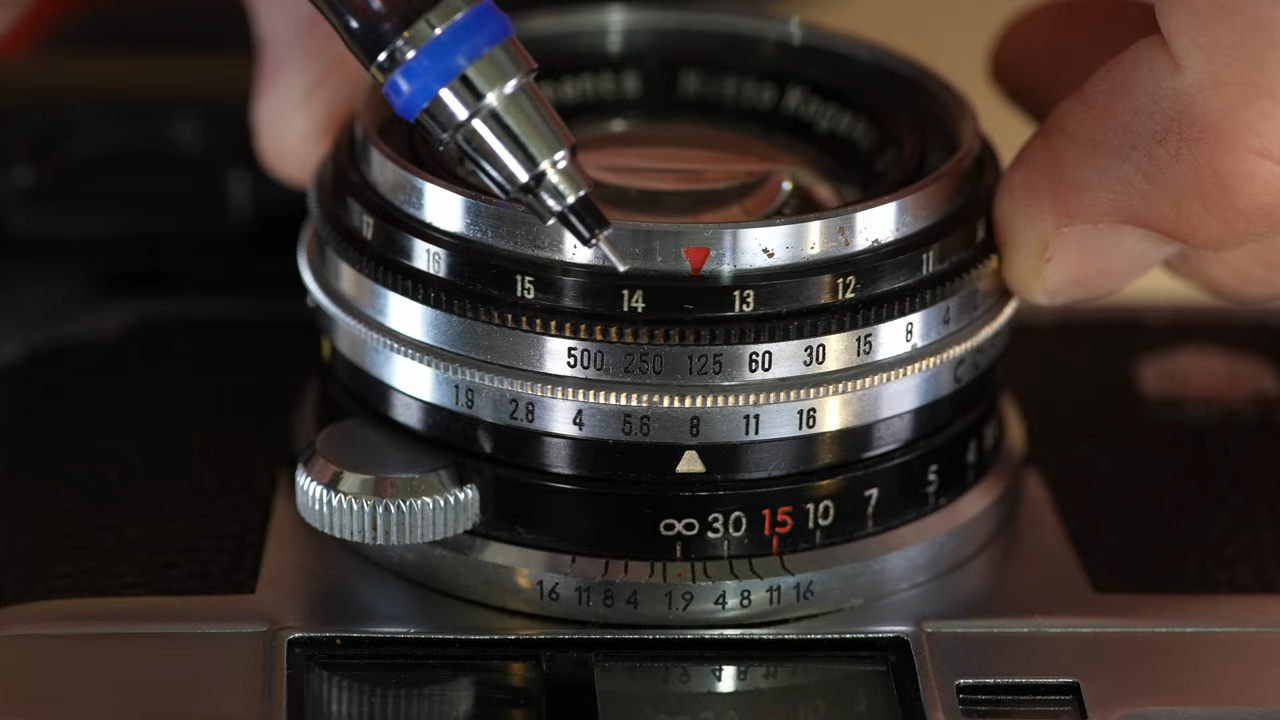 17 16 15 14 13 12 11
500 250 125 60 30 15 8 4
1.9 2.8 4 5.6 8 11 16
∞ 30 15 10 7 5
16 11 8 4 1.9 4 8 11 16